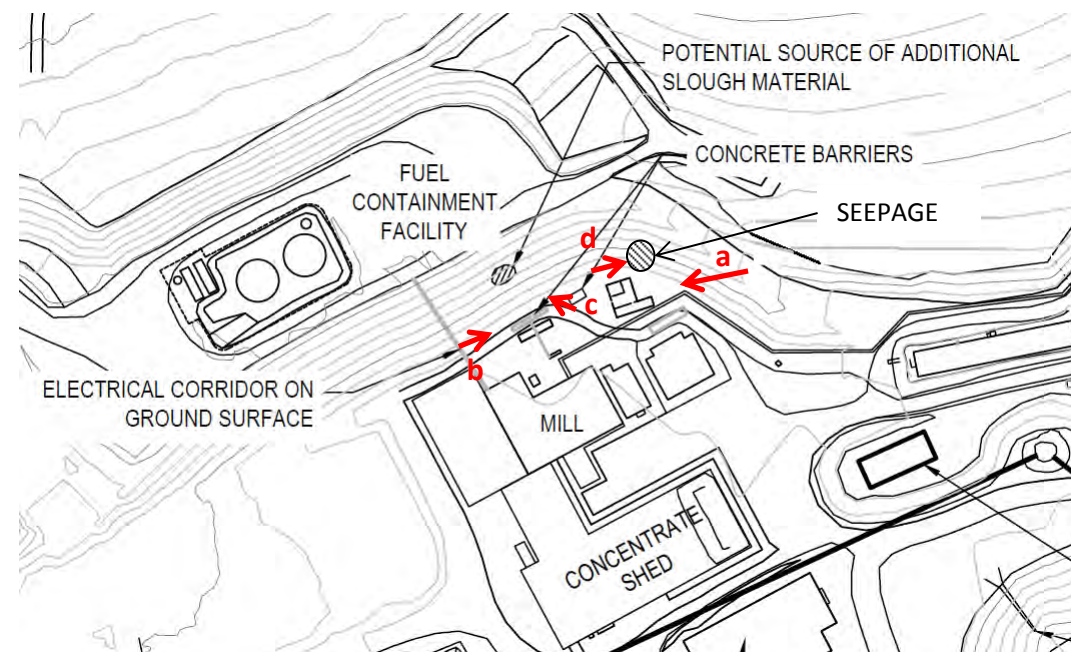 POTENTIAL SOURCE OF ADDITIONAL
SLOUGH MATERIAL
CONCRETE BARRIERS
FUEL
CONTAINMENT
FACILITY
SEEPAGE
d
a
c
b
ELECTRICAL CORRIDOR ON
GROUND SURFACE
MILL
CONCENTRATE
SHED